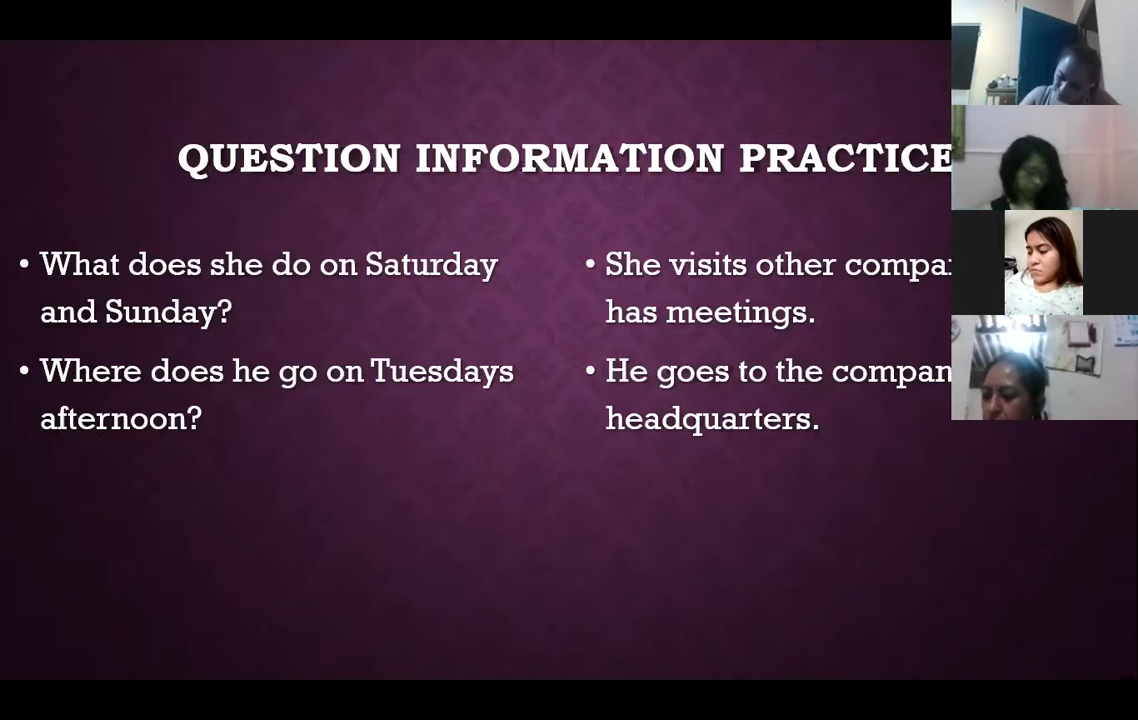 QUESTION INFORMATION PRACTICE
• What does she do on Saturday
and Sunday?
• Where does he go on Tuesdays
afternoon?
• She visits other
has meetings.
• He goes to the
headquarters.